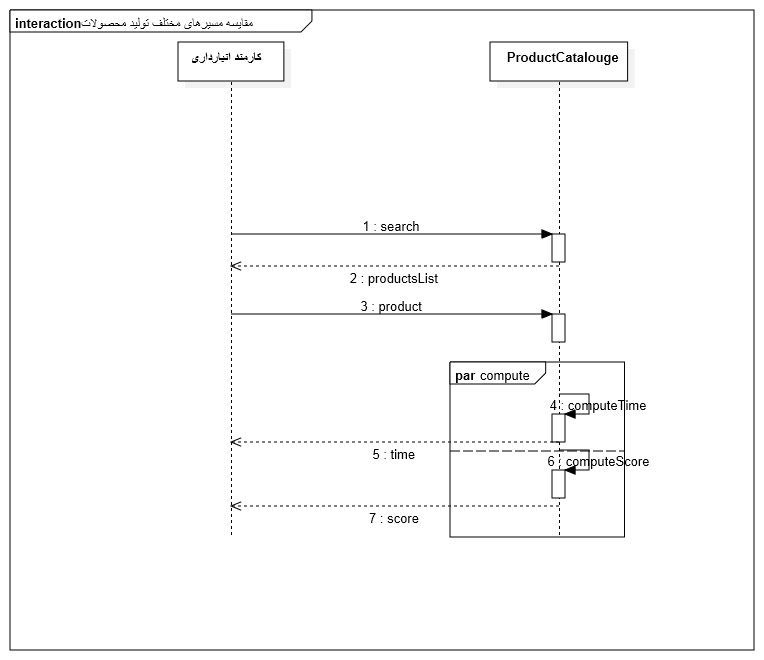 interaction مقایسه مسیرهای مختلف تولید محصولات
کارمند انبارداری
ProductCatalouge
1 : search
2 : productsList
3 : product
par compute
4 : computeTime
5 : time
6 : computeScore
7 : score